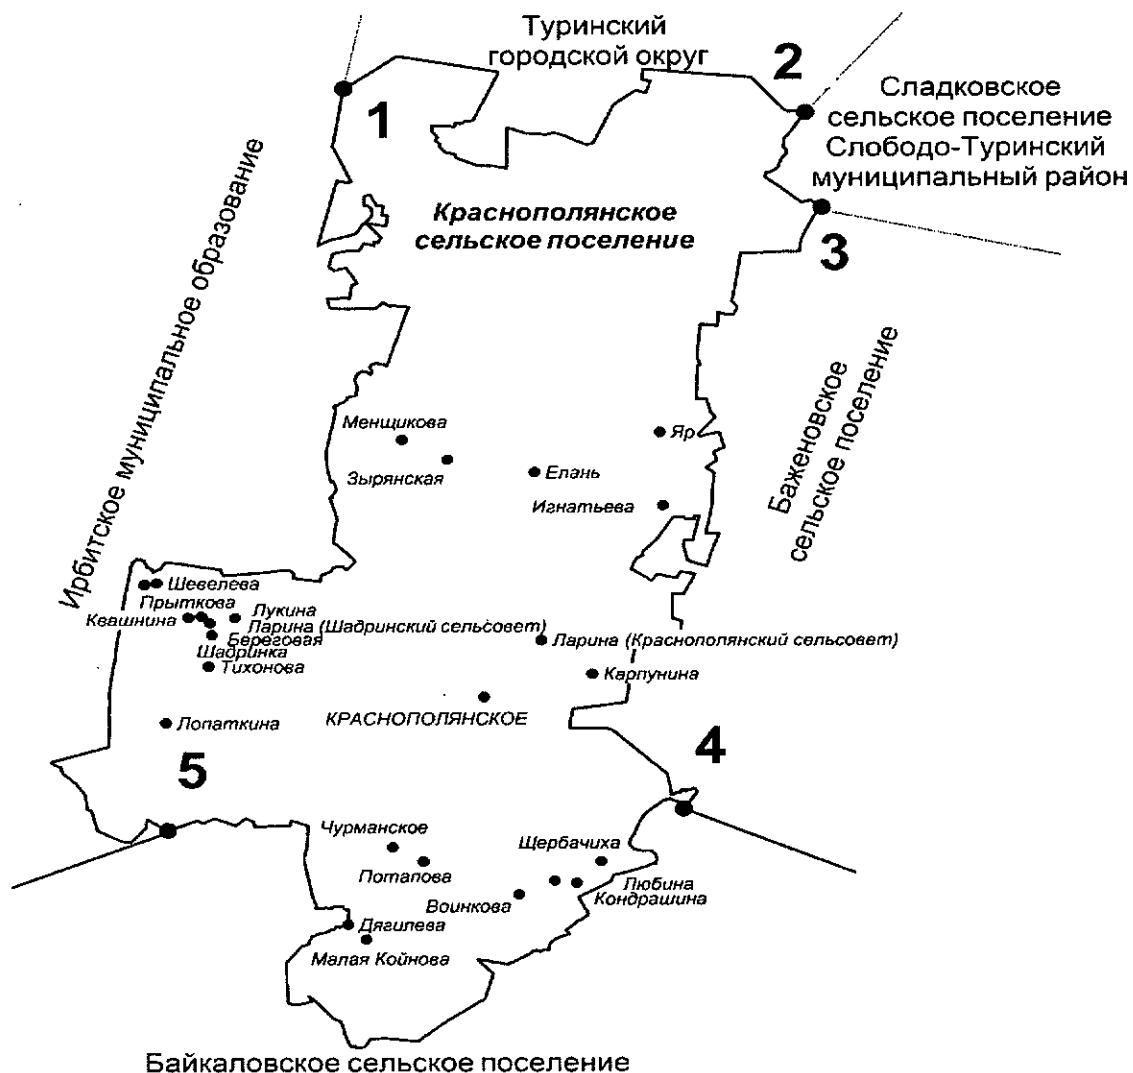 Туринский
городской округ
1
2
Сладковское
сельское поселение
Слободо-Туринский
муниципальный район
Краснополянское
сельское поселение
3
Ирбитское муниципальное образование
Баженовское
сельское поселение
Менщикова
Зырянская
Елань
Яр
Игнатьева
Шевелева
Прыткова
Квашнина
Лукина
Ларина (Шадринский сельсовет)
Береговая
Шадринка
Тихонова
Ларина (Краснополянский сельсовет)
Карпунина
КРАСНОПОЛЯНСКОЕ
Лопаткина
4
5
Чурманское
Потапова
Щербачиха
Любина
Кондрашина
Воинкова
Дягилева
Малая Койнова
Байкаловское сельское поселение